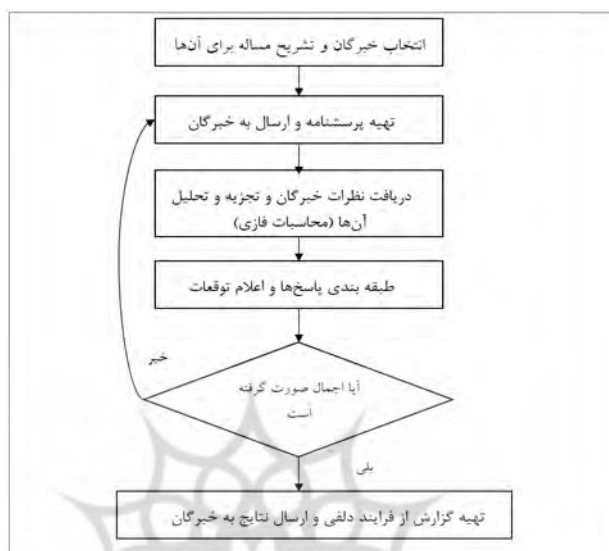 انتخاب خبرگان و تشریح مساله برای آن‌ها
تهیه پرسشنامه و ارسال به خبرگان
دریافت نظرات خبرگان و تجزیه و تحلیل
آن‌ها (محاسبات فازی)
طبقه بندی پاسخ‌ها و اعلام توقعات
خیر
آیا اجمال صورت گرفته
است
بلی
تهیه گزارش از فرایند دلفی و ارسال نتایج به خبرگان